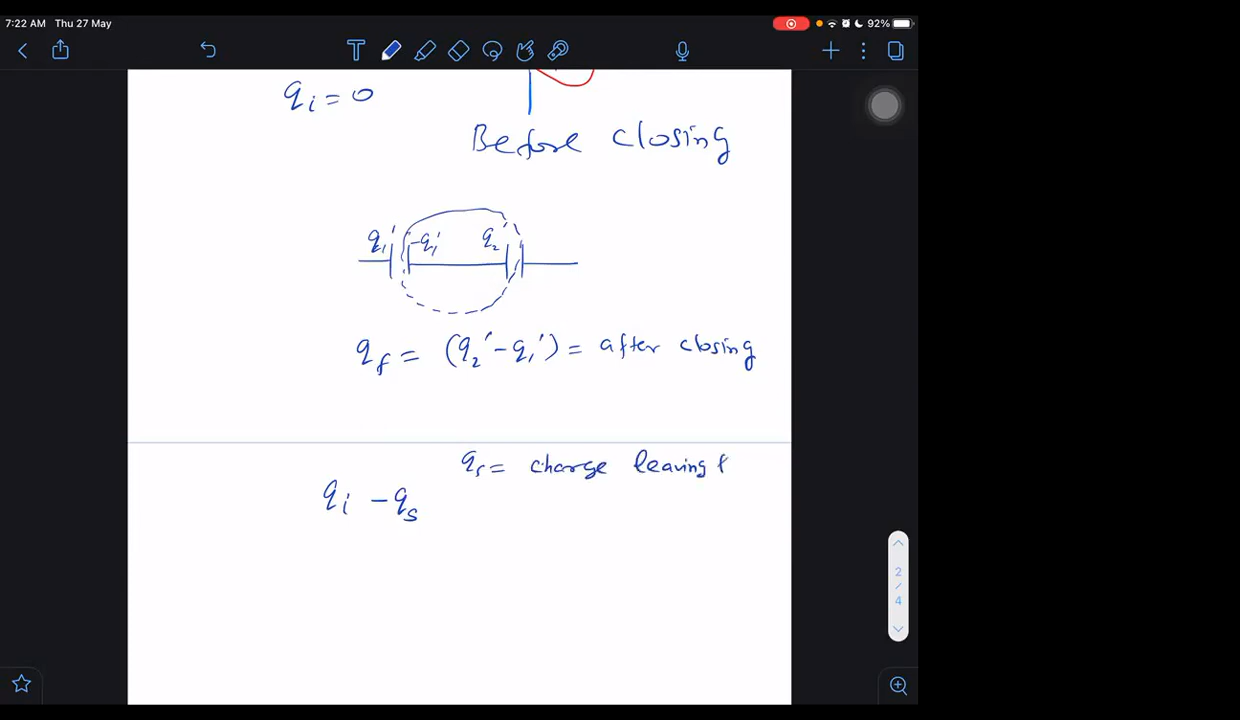 7:22 AM Thu 27 May
92%
T
qi = 0
Before closing
q1' -q1' q2'
qf = (q2' - q1') = after closing
qs = charge leaving t
qi - qs
2
/
4